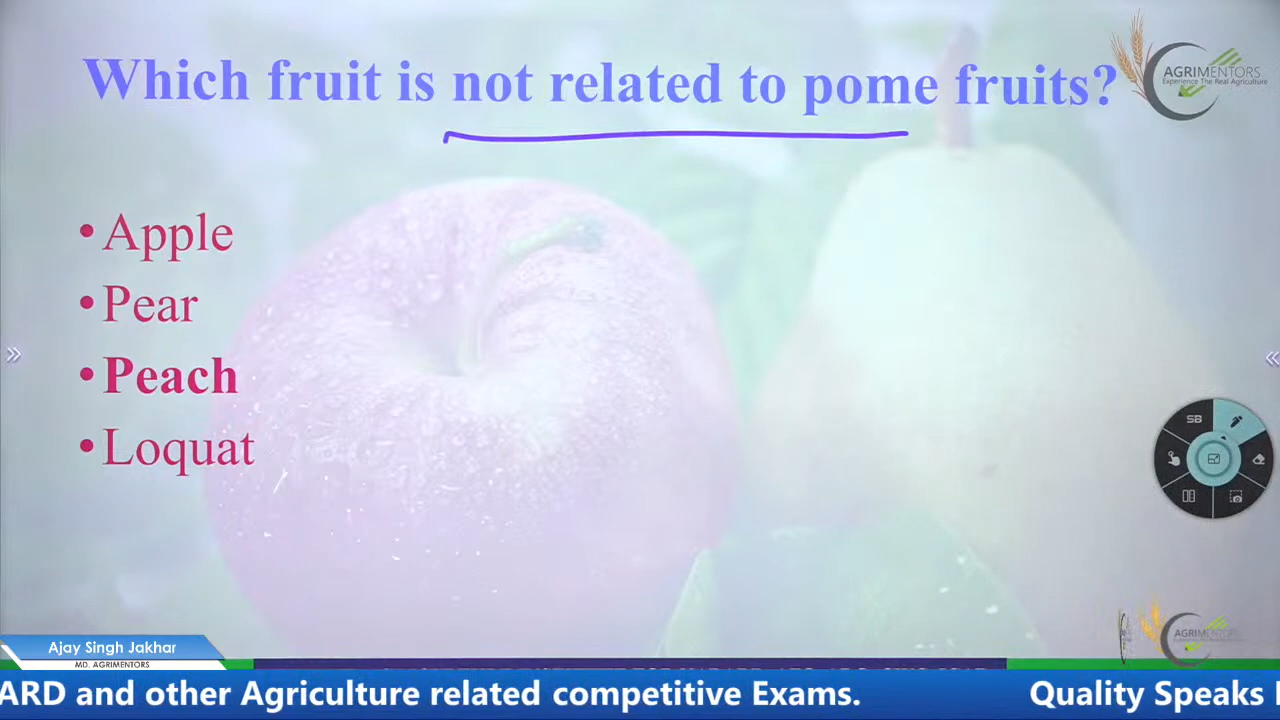 Which fruit is not related to pome fruits?
AGRIMENTORS
Experience The Real Agriculture
•Apple
•Pear
•Peach
•Loquat
SB
AGRIMENTORS
Ajay Singh Jakhar
MD. AGRIMENTORS
ARD and other Agriculture related competitive Exams.
Quality Speaks